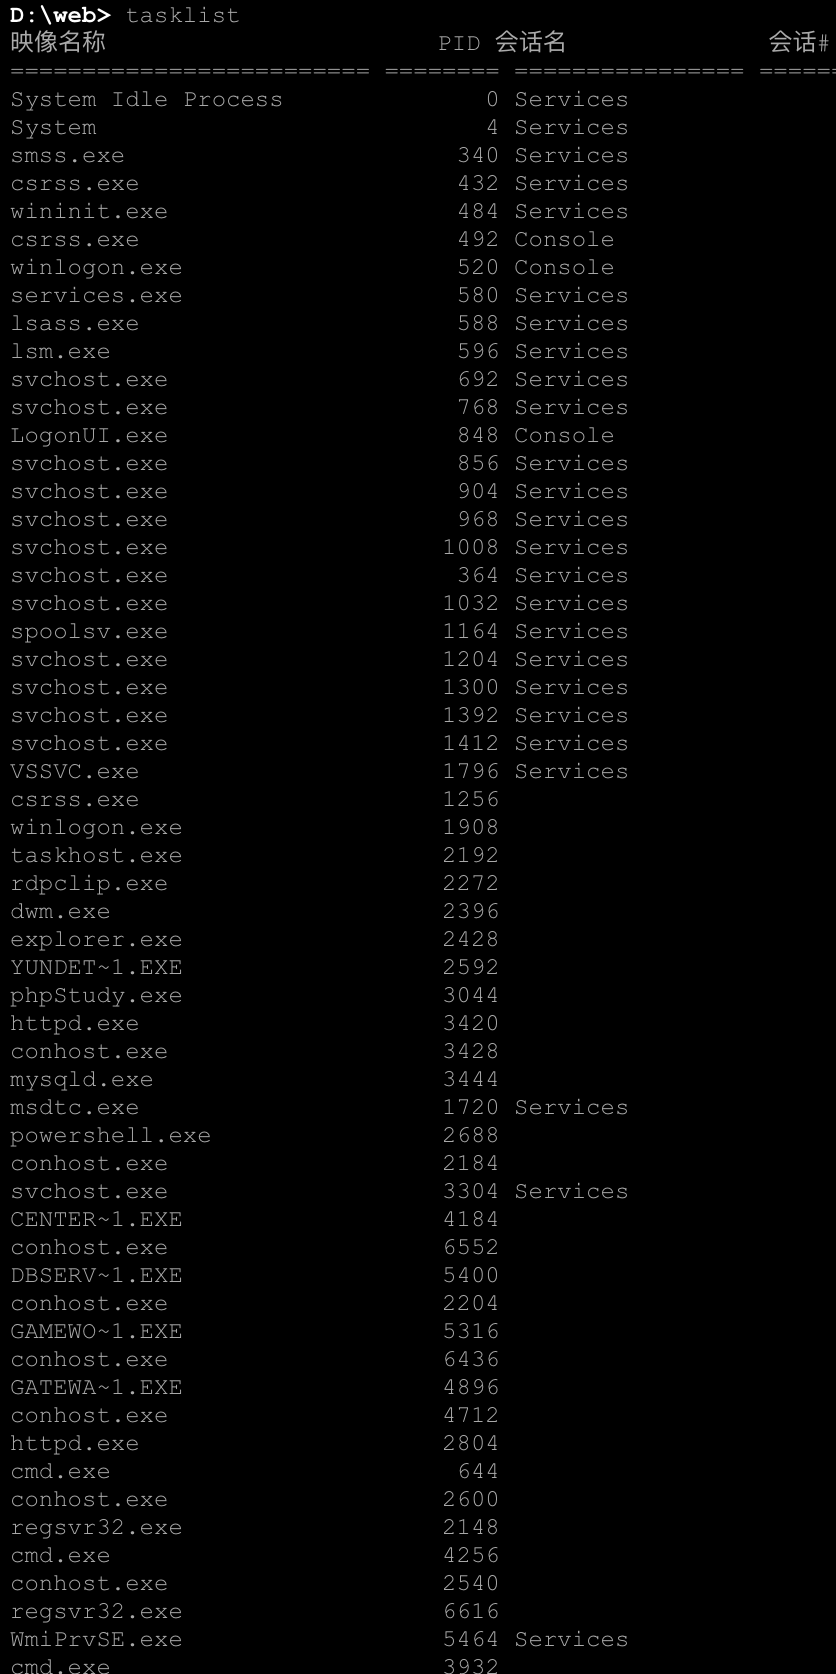 D:\web> tasklist
映像名称 PID 会话名 会话#
========================= ======== ================ ======
System Idle Process 0 Services
System 4 Services
smss.exe 340 Services
csrss.exe 432 Services
wininit.exe 484 Services
csrss.exe 492 Console
winlogon.exe 520 Console
services.exe 580 Services
lsass.exe 588 Services
lsm.exe 596 Services
svchost.exe 692 Services
svchost.exe 768 Services
LogonUI.exe 848 Console
svchost.exe 856 Services
svchost.exe 904 Services
svchost.exe 968 Services
svchost.exe 1008 Services
svchost.exe 364 Services
svchost.exe 1032 Services
spoolsv.exe 1164 Services
svchost.exe 1204 Services
svchost.exe 1300 Services
svchost.exe 1392 Services
svchost.exe 1412 Services
VSSVC.exe 1796 Services
csrss.exe 1256
winlogon.exe 1908
taskhost.exe 2192
rdpclip.exe 2272
dwm.exe 2396
explorer.exe 2428
YUNDET~1.EXE 2592
phpStudy.exe 3044
httpd.exe 3420
conhost.exe 3428
mysqld.exe 3444
msdtc.exe 1720 Services
powershell.exe 2688
conhost.exe 2184
svchost.exe 3304 Services
CENTER~1.EXE 4184
conhost.exe 6552
DBSERV~1.EXE 5400
conhost.exe 2204
GAMEWO~1.EXE 5316
conhost.exe 6436
GATEWA~1.EXE 4896
conhost.exe 4712
httpd.exe 2804
cmd.exe 644
conhost.exe 2600
regsvr32.exe 2148
cmd.exe 4256
conhost.exe 2540
regsvr32.exe 6616
WmiPrvSE.exe 5464 Services
cmd.exe 3932